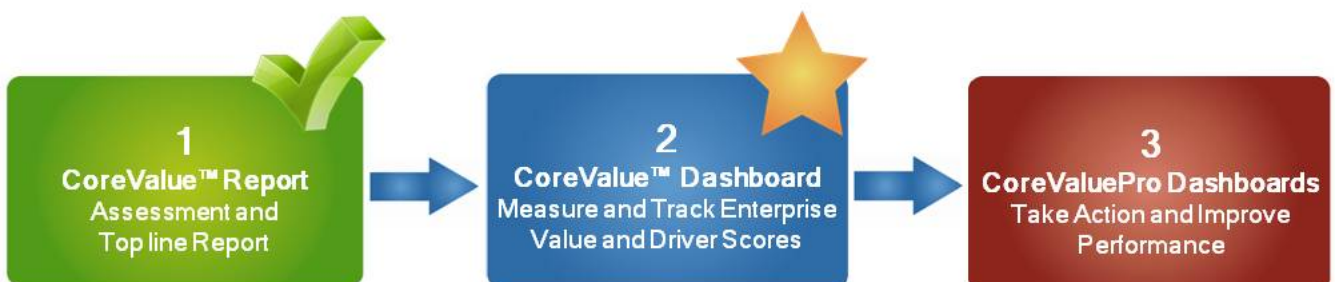 1
CoreValue™ Report
Assessment and
Top line Report
2
CoreValue™ Dashboard
Measure and Track Enterprise
Value and Driver Scores
3
CoreValuePro Dashboards
Take Action and Improve
Performance